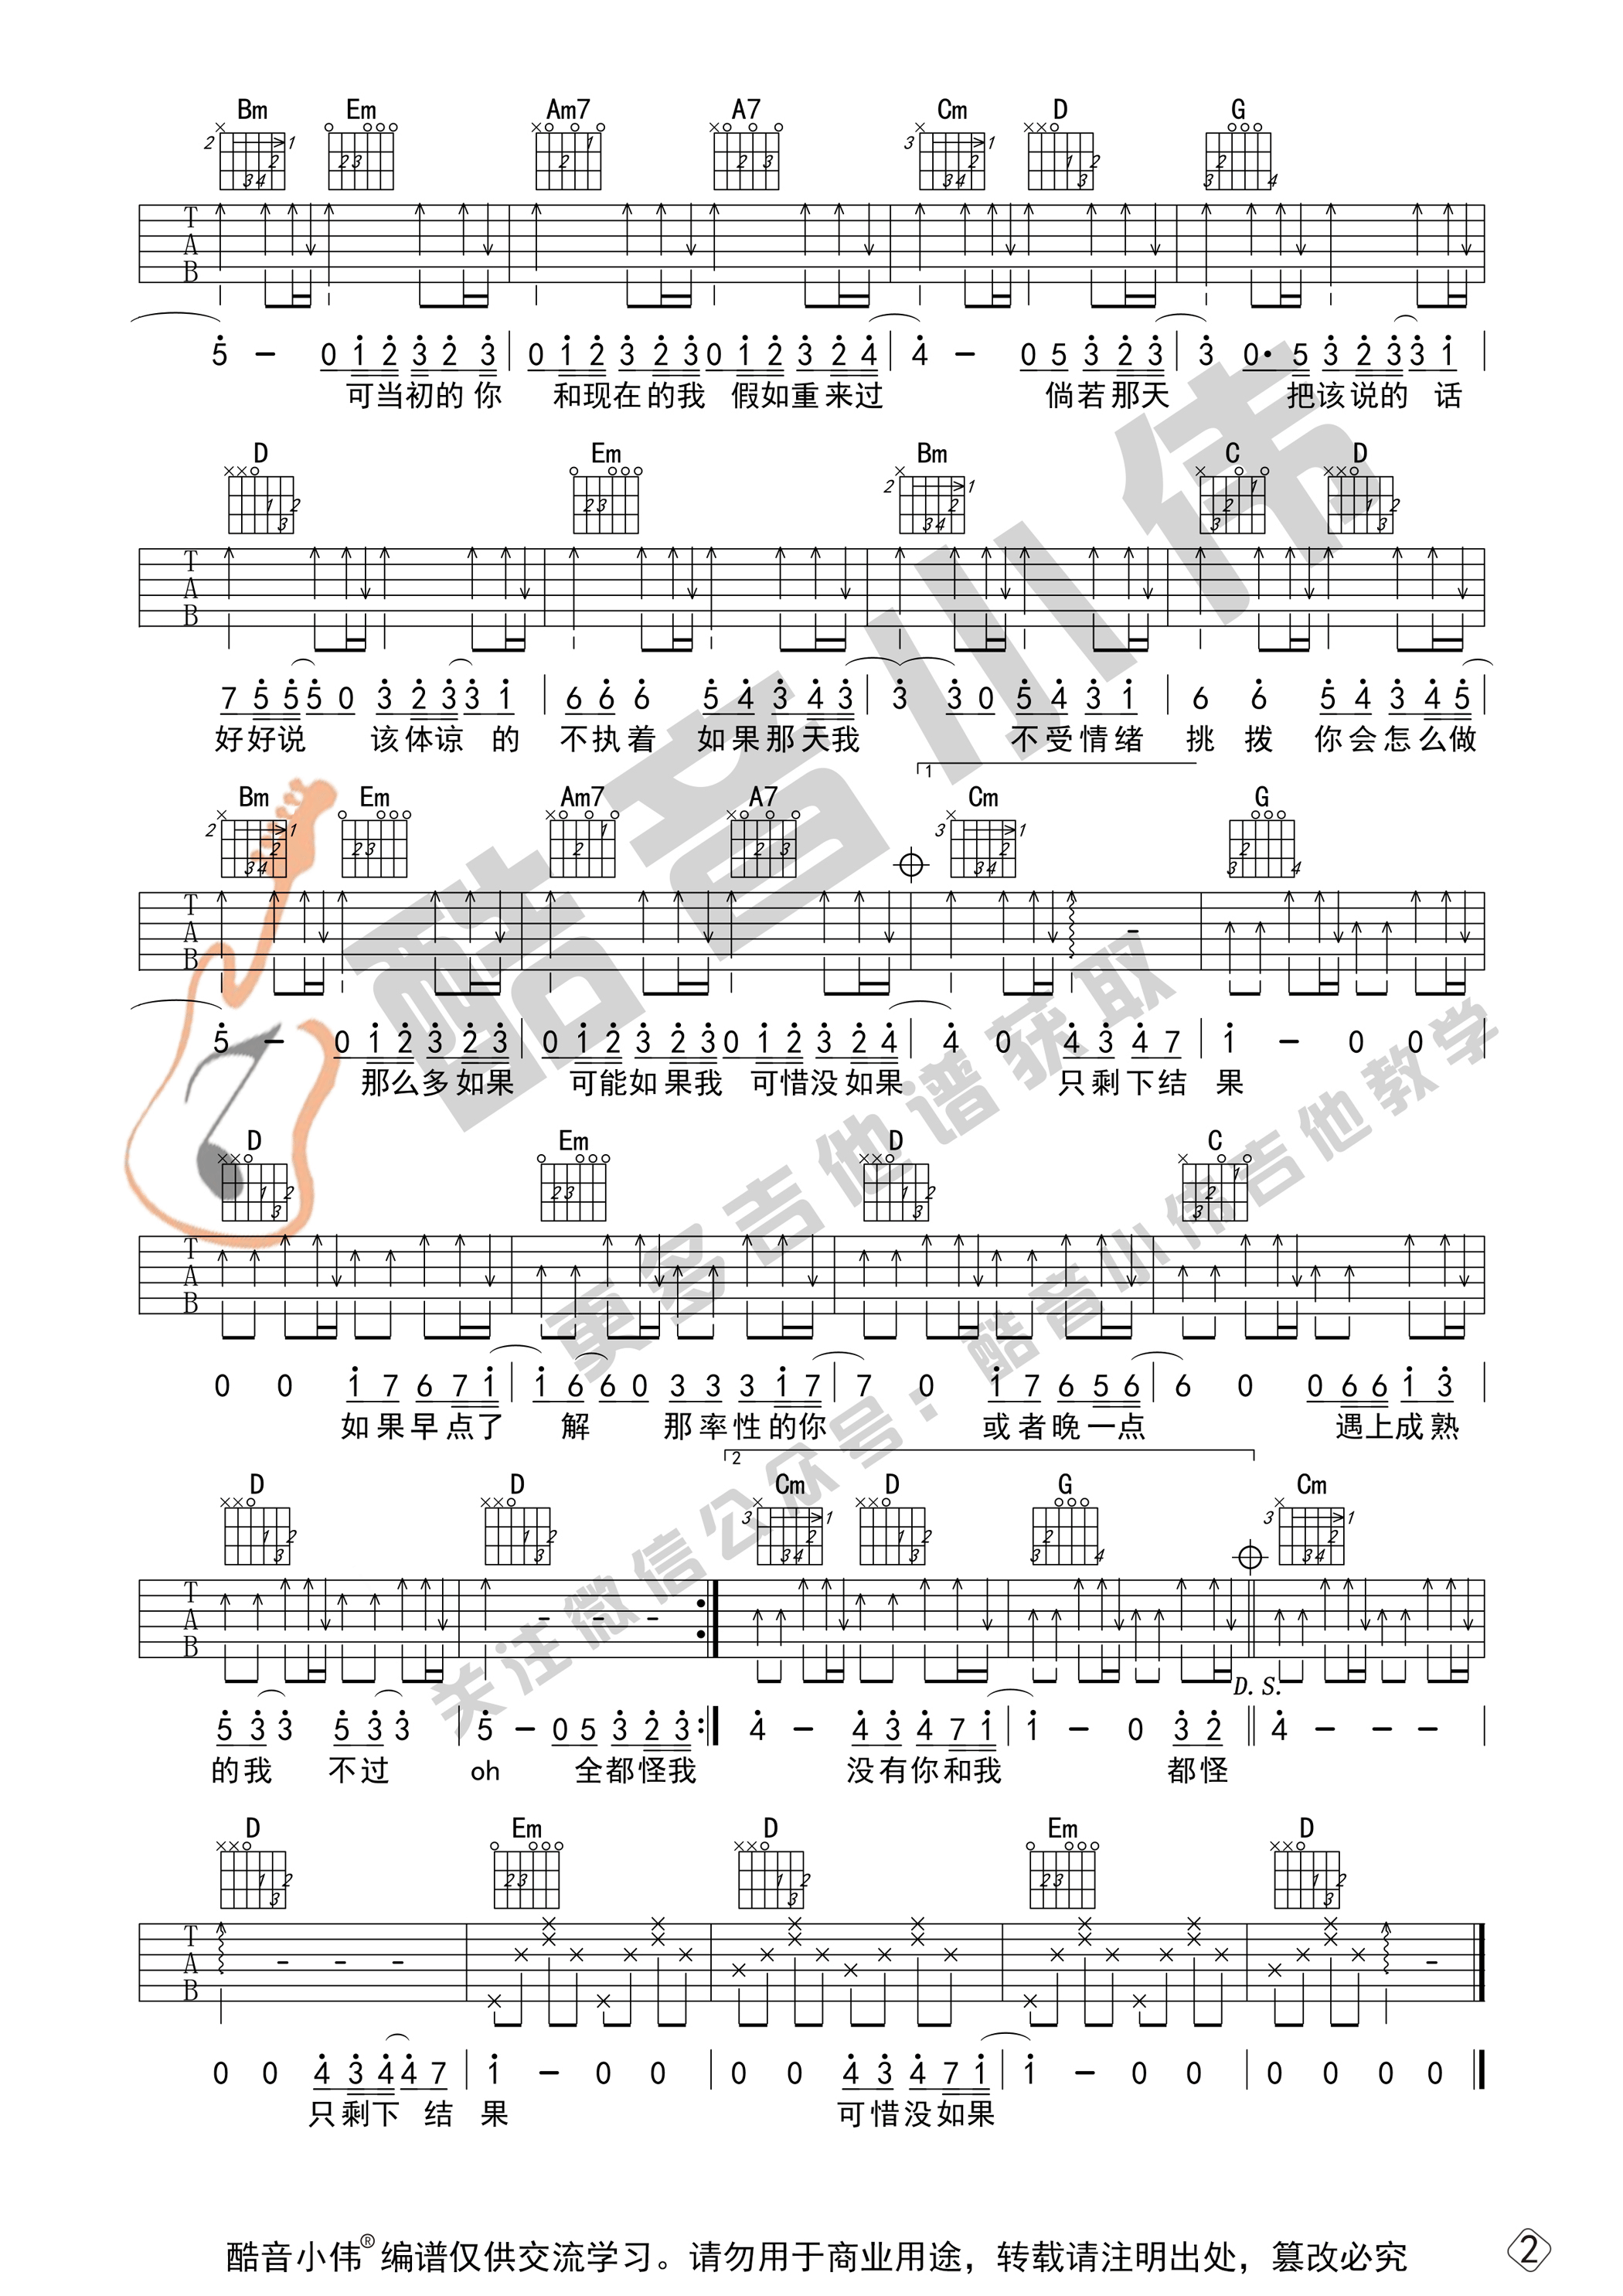 Bm Em Am7 A7 Cm D G
5 — 0 1 2 3 2 3 | 0 1 2 3 2 3 0 1 2 3 2 4 | 4 — 0 5 3 2 3 | 3 0· 5 3 2 3 3 1 |
可当初的你 和现在的我 假如重来过 倘若那天 把该说的 话
D Em Bm C D
7 5 5 5 0 3 2 3 3 1 | 6 6 6 5 4 3 4 3 | 3 3 0 5 4 3 1 | 6 6 5 4 3 4 5 |
好好说 该体谅 的 不执着 如果那天我 不受情绪 挑 拨 你会怎么做
1
Bm Em Am7 A7 Cm G
5 — 0 1 2 3 2 3 | 0 1 2 3 2 3 0 1 2 3 2 4 | 4 0 4 3 4 7 | 1 — 0 0 |
那么多如果 可能如果我 可惜没如果 只剩下结 果
D Em D C
0 0 1 7 6 7 1 | 1 6 6 0 3 3 3 1 7 | 7 0 1 7 6 5 6 | 6 0 0 6 6 1 3 |
如果早点了 解 那率性的你 或者晚一点 遇上成熟
2
D D Cm D G Cm
D. S.
5 3 3 5 3 3 | 5 — 0 5 3 2 3 :| 4 — 4 3 4 7 1 | 1 — 0 3 2 || 4 — — — |
的我 不过 oh 全都怪我 没有你和我 都怪
D Em D Em D
0 0 4 3 4 4 7 | 1 — 0 0 | 0 0 4 3 4 7 1 | 1 — 0 0 | 0 0 0 0 |
只剩下 结 果 可惜没如果
酷音小伟
更多吉他谱获取
关注微信公众号：酷音小伟吉他教学
酷音小伟® 编谱仅供交流学习。请勿用于商业用途，转载请注明出处，篡改必究
2